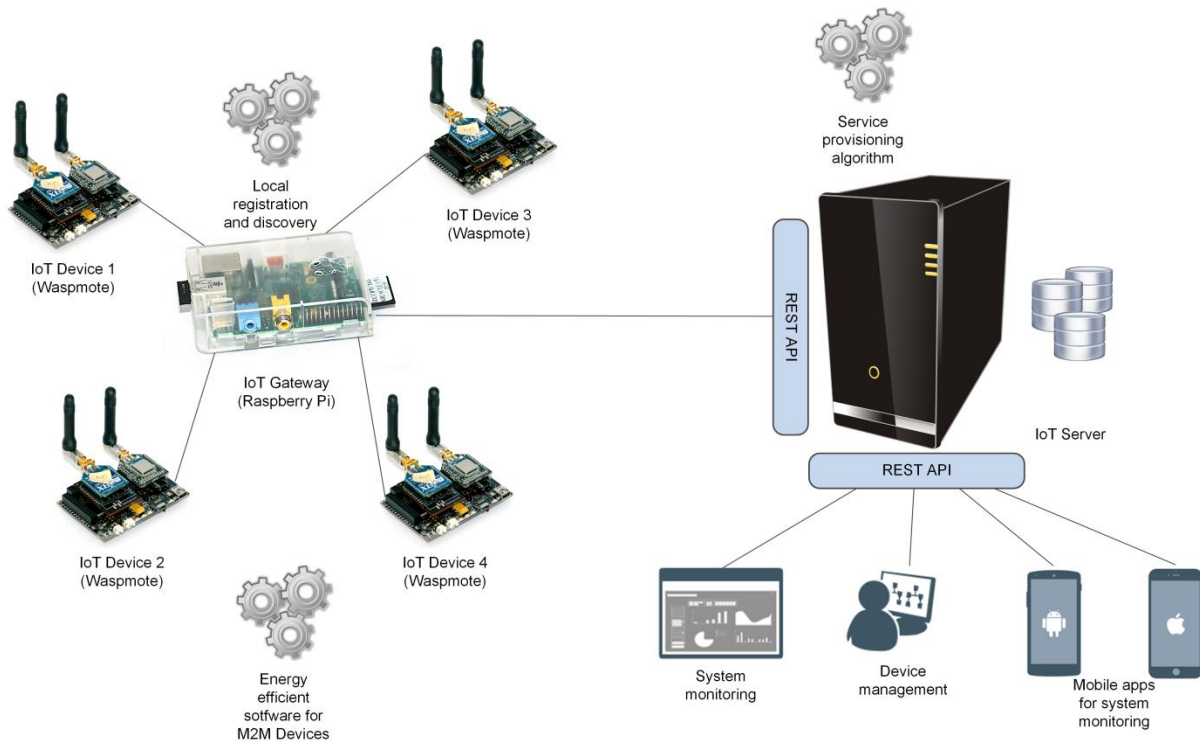 Service
provisioning
algorithm
Local
registration
and discovery
IoT Device 3
(Waspmote)
IoT Device 1
(Waspmote)
REST API
IoT Gateway
(Raspberry Pi)
IoT Server
REST API
IoT Device 2
(Waspmote)
IoT Device 4
(Waspmote)
Energy
efficient
sotfware for
M2M Devices
System
monitoring
Device
management
Mobile apps
for system
monitoring